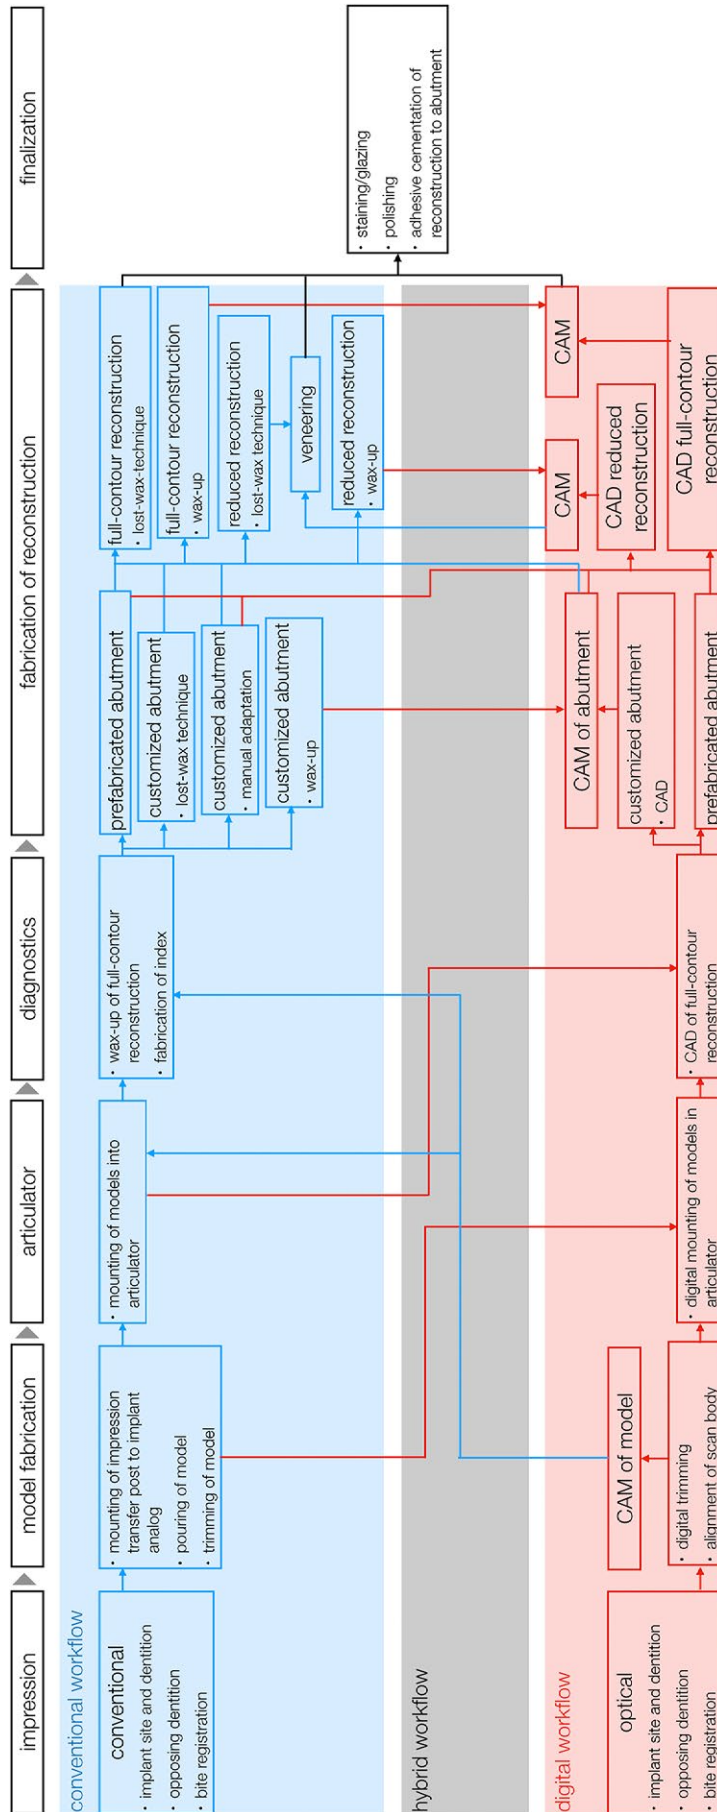 impression
model fabrication
articulator
diagnostics
fabrication of reconstruction
finalization
conventional workflow
conventional
· implant site and dentition
· opposing dentition
· bite registration
· mounting of impression
transfer post to implant
analog
· pouring of model
· trimming of model
· mounting of models into
articulator
· wax-up of full-contour
reconstruction
· fabrication of index
prefabricated abutment
customized abutment
· lost-wax technique
customized abutment
· manual adaptation
customized abutment
· wax-up
full-contour reconstruction
· lost-wax-technique
full-contour reconstruction
· wax-up
reduced reconstruction
· lost-wax technique
veneering
reduced reconstruction
· wax-up
· staining/glazing
· polishing
· adhesive cementation of
reconstruction to abutment
hybrid workflow
digital workflow
optical
· implant site and dentition
· opposing dentition
· bite registration
CAM of model
· digital trimming
· alignment of scan body
· digital mounting of models in
articulator
· CAD of full-contour
reconstruction
CAM of abutment
customized abutment
· CAD
prefabricated abutment
CAM
CAD reduced
reconstruction
CAM
CAD full-contour
reconstruction